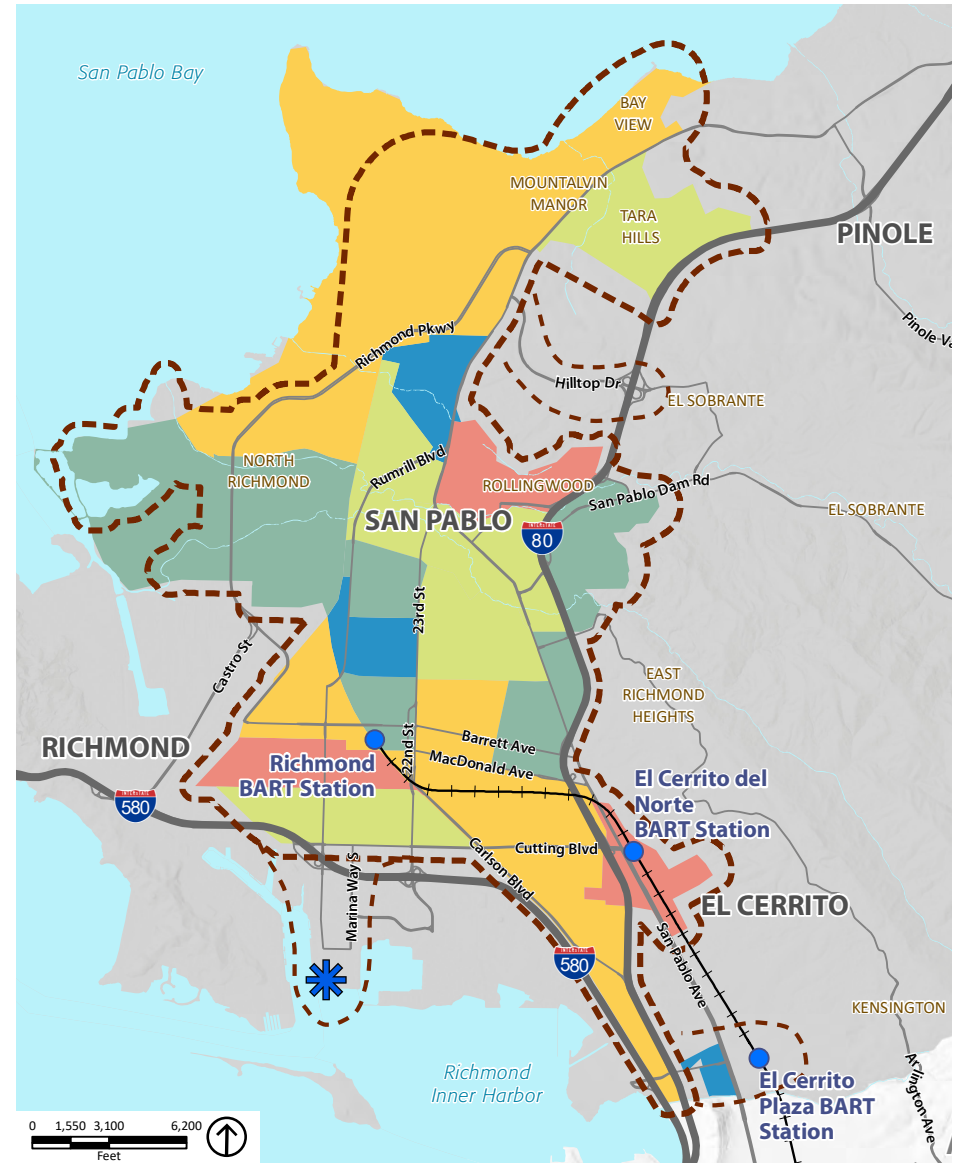 San Pablo Bay
BAY
VIEW
MOUNTALVIN
MANOR
TARA
HILLS
PINOLE
Richmond Pkwy
Hilltop Dr
EL SOBRANTE
NORTH
RICHMOND
Rumrill Blvd
ROLLINGWOOD
San Pablo Dam Rd
SAN PABLO
INTERSTATE
80
EL SOBRANTE
23rd St
Castro St
EAST
RICHMOND
HEIGHTS
RICHMOND
Richmond
BART Station
22nd St
Barrett Ave
MacDonald Ave
El Cerrito del
Norte
BART Station
INTERSTATE
580
Cutting Blvd
Carlson Blvd
Marina Way S
EL CERRITO
San Pablo Ave
INTERSTATE
580
KENSINGTON
Arlington Ave
Richmond
Inner Harbor
El Cerrito
Plaza BART
Station
0 1,550 3,100 6,200
Feet